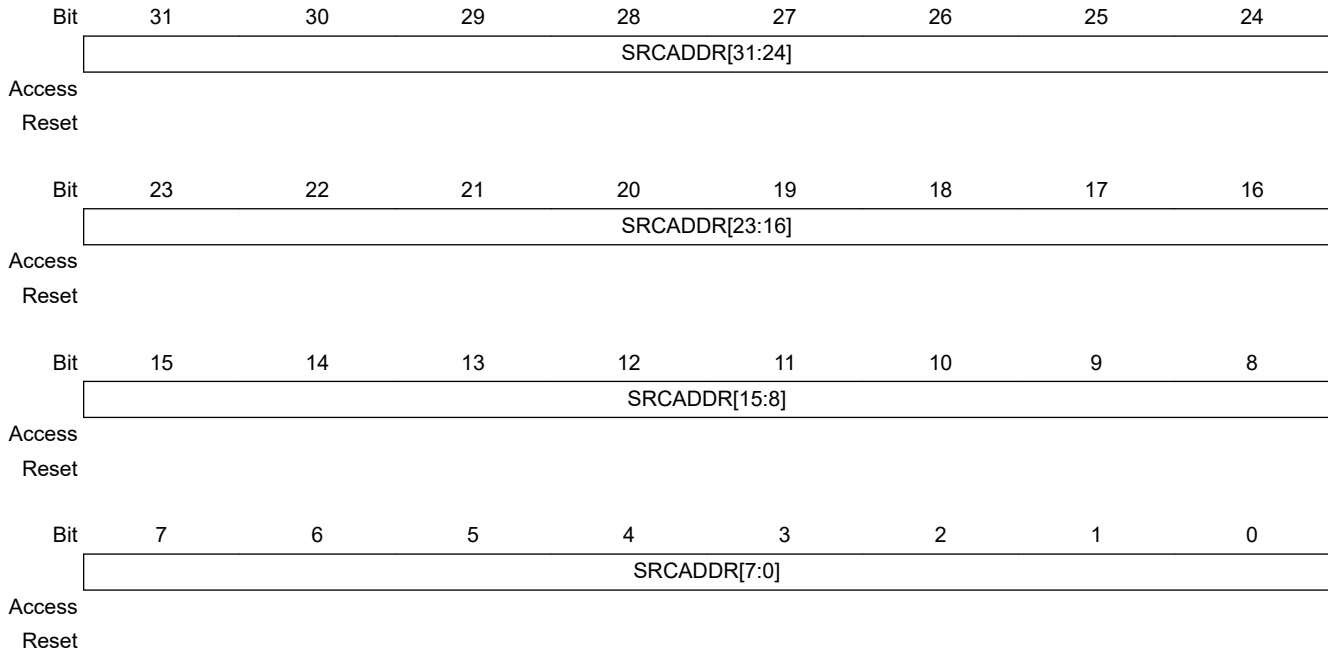 Bit 31 30 29 28 27 26 25 24
SRCADDR[31:24]
Access
Reset
Bit 23 22 21 20 19 18 17 16
SRCADDR[23:16]
Access
Reset
Bit 15 14 13 12 11 10 9 8
SRCADDR[15:8]
Access
Reset
Bit 7 6 5 4 3 2 1 0
SRCADDR[7:0]
Access
Reset